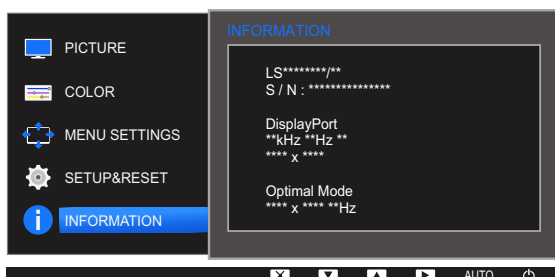 PICTURE
COLOR
MENU SETTINGS
SETUP&RESET
INFORMATION
INFORMATION
LS********/**
S / N : ***************
DisplayPort
**kHz **Hz **
**** x ****
Optimal Mode
**** x **** **Hz
AUTO